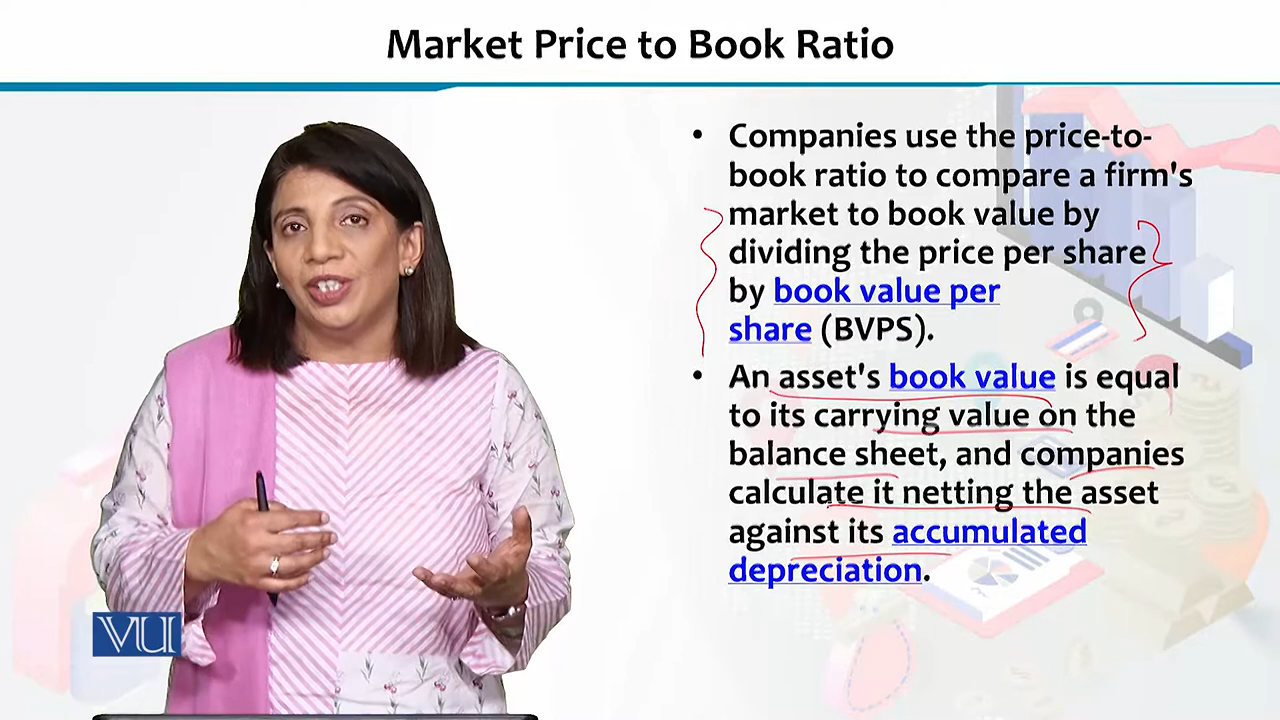 Market Price to Book Ratio
• Companies use the price-to-
book ratio to compare a firm's
market to book value by
dividing the price per share
by book value per
share (BVPS).
• An asset's book value is equal
to its carrying value on the
balance sheet, and companies
calculate it netting the asset
against its accumulated
depreciation.
VU